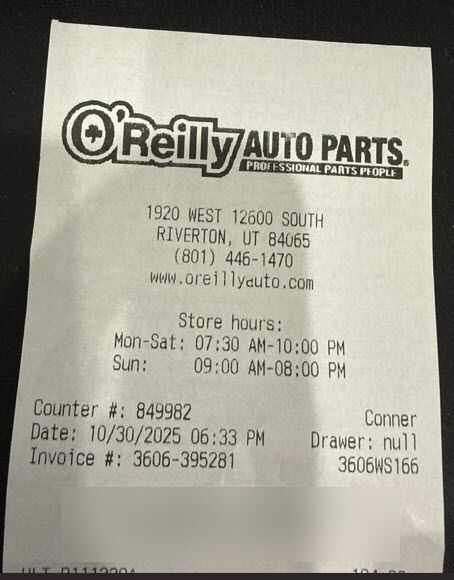 O'Reilly AUTO PARTS®
PROFESSIONAL PARTS PEOPLE
1920 WEST 12600 SOUTH
RIVERTON, UT 84065
(801) 446-1470
www.oreillyauto.com
Store hours:
Mon-Sat: 07:30 AM-10:00 PM
Sun: 09:00 AM-08:00 PM
Counter #: 849982 Conner
Date: 10/30/2025 06:33 PM Drawer: null
Invoice #: 3606-395281 3606WS166